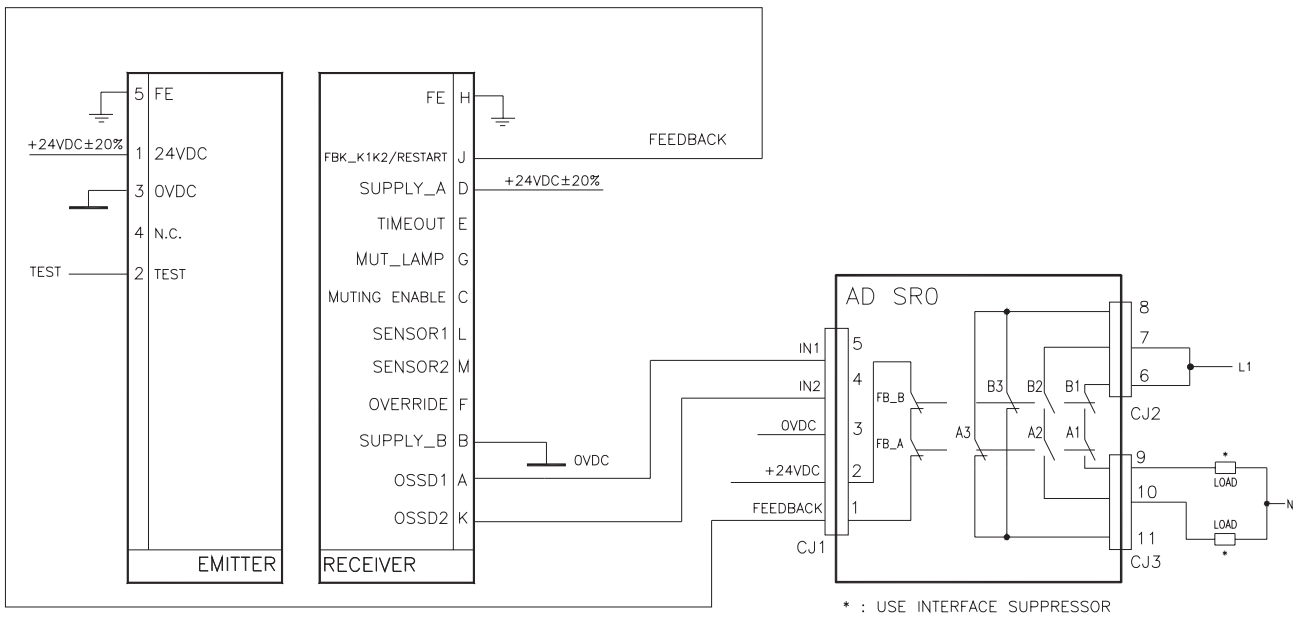 5 FE
+24VDC±20%
1 24VDC
3 0VDC
4 N.C.
TEST
2 TEST
EMITTER
FE H
FBK_K1K2/RESTART J
FEEDBACK
SUPPLY_A D
+24VDC±20%
TIMEOUT E
MUT_LAMP G
MUTING ENABLE C
SENSOR1 L
SENSOR2 M
OVERRIDE F
SUPPLY_B B
0VDC
OSSD1 A
OSSD2 K
RECEIVER
AD SR0
IN1
5
IN2
4
0VDC
3
+24VDC
2
FEEDBACK
1
CJ1
FB_B
FB_A
B3
B2
B1
A3
A2
A1
8
7
6
CJ2
L1
9
10
11
CJ3
*
LOAD
N
LOAD
*
* : USE INTERFACE SUPPRESSOR